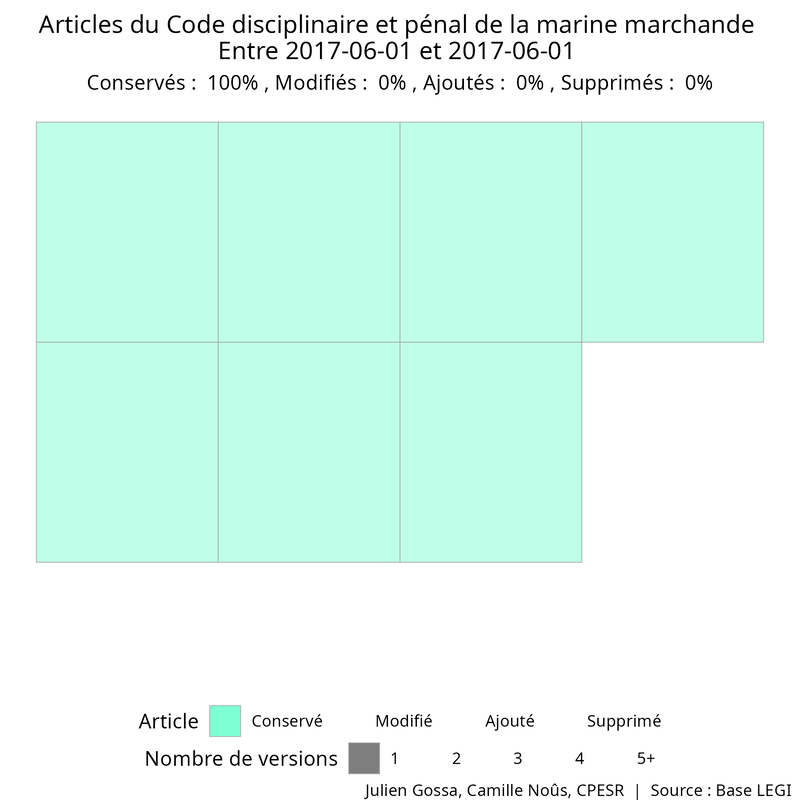 Articles du Code disciplinaire et pénal de la marine marchande
Entre 2017-06-01 et 2017-06-01
Conservés :  100% , Modifiés :  0% , Ajoutés :  0% , Supprimés :  0%
Article Conservé Modifié Ajouté Supprimé
Nombre de versions 1 2 3 4 5+
Julien Gossa, Camille Noûs, CPESR  |  Source : Base LEGI